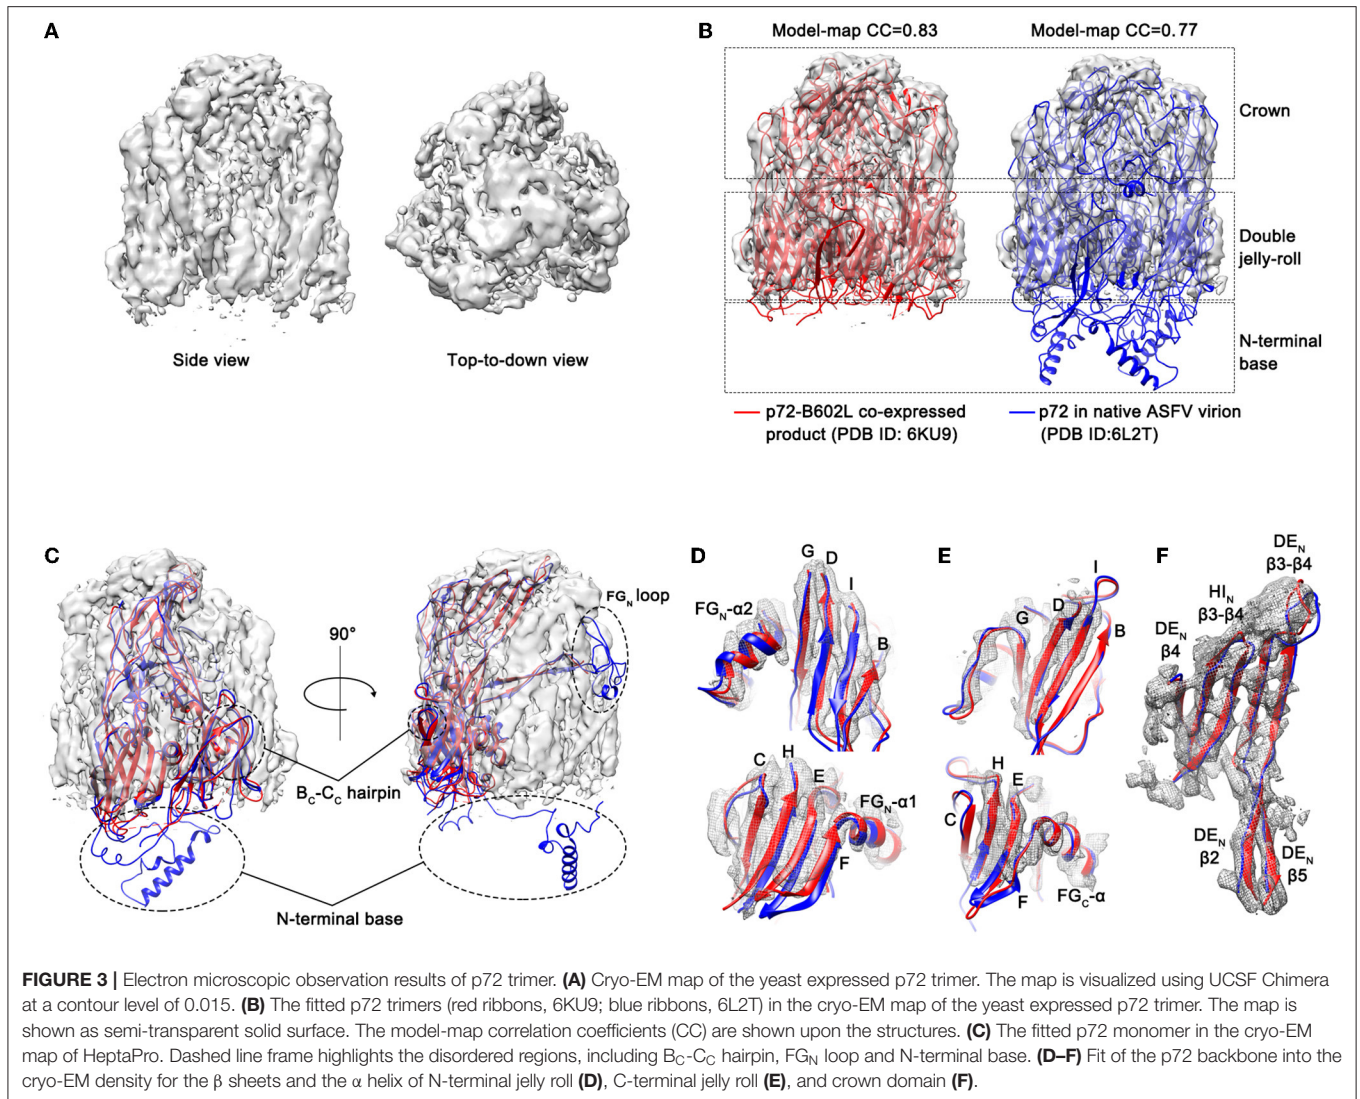 A
Side view
Top-to-down view
B
Model-map CC=0.83
Model-map CC=0.77
Crown
Double
jelly-roll
N-terminal
base
p72-B602L co-expressed
product (PDB ID: 6KU9)
p72 in native ASFV virion
(PDB ID:6L2T)
C
90°
FGN loop
BC-CC hairpin
N-terminal base
D
G
D
I
FGN-α2
B
C
H
E
FGN-α1
F
E
I
D
G
B
H
E
C
F
FGC-α
F
DEN
β3-β4
HIN
β3-β4
DEN
β4
DEN
β2
DEN
β5
FIGURE 3 | Electron microscopic observation results of p72 trimer. (A) Cryo-EM map of the yeast expressed p72 trimer. The map is visualized using UCSF Chimera
at a contour level of 0.015. (B) The fitted p72 trimers (red ribbons, 6KU9; blue ribbons, 6L2T) in the cryo-EM map of the yeast expressed p72 trimer. The map is
shown as semi-transparent solid surface. The model-map correlation coefficients (CC) are shown upon the structures. (C) The fitted p72 monomer in the cryo-EM
map of HeptaPro. Dashed line frame highlights the disordered regions, including BC-CC hairpin, FGN loop and N-terminal base. (D–F) Fit of the p72 backbone into the
cryo-EM density for the β sheets and the α helix of N-terminal jelly roll (D), C-terminal jelly roll (E), and crown domain (F).